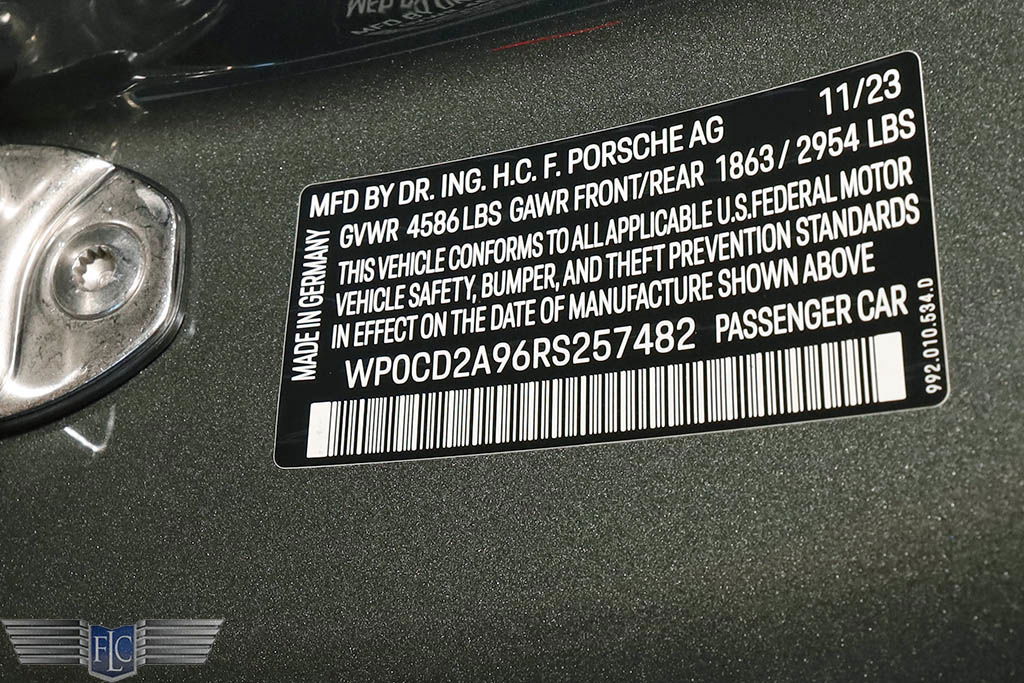 11/23
MFD BY DR. ING. H.C. F. PORSCHE AG
GVWR 4586 LBS GAWR FRONT/REAR 1863 / 2954 LBS
THIS VEHICLE CONFORMS TO ALL APPLICABLE U.S.FEDERAL MOTOR
VEHICLE SAFETY, BUMPER, AND THEFT PREVENTION STANDARDS
IN EFFECT ON THE DATE OF MANUFACTURE SHOWN ABOVE
WP0CD2A96RS257482 PASSENGER CAR
MADE IN GERMANY
992.010.534.0
FLC